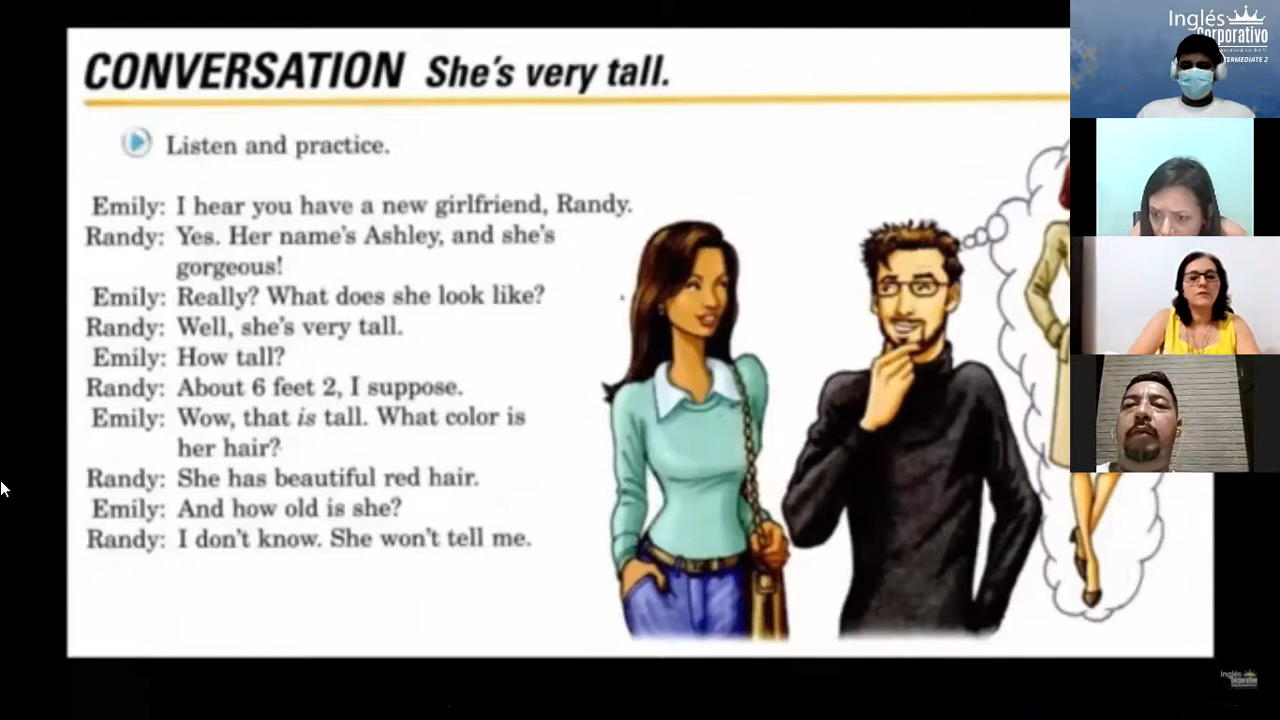 CONVERSATION She's very tall.
Listen and practice.
Emily: I hear you have a new girlfriend, Randy.
Randy: Yes. Her name's Ashley, and she's
gorgeous!
Emily: Really? What does she look like?
Randy: Well, she's very tall.
Emily: How tall?
Randy: About 6 feet 2, I suppose.
Emily: Wow, that is tall. What color is
her hair?
Randy: She has beautiful red hair.
Emily: And how old is she?
Randy: I don't know. She won't tell me.
Inglés
Corporativo
TERMEDIATE 2
Inglés
Corporativo